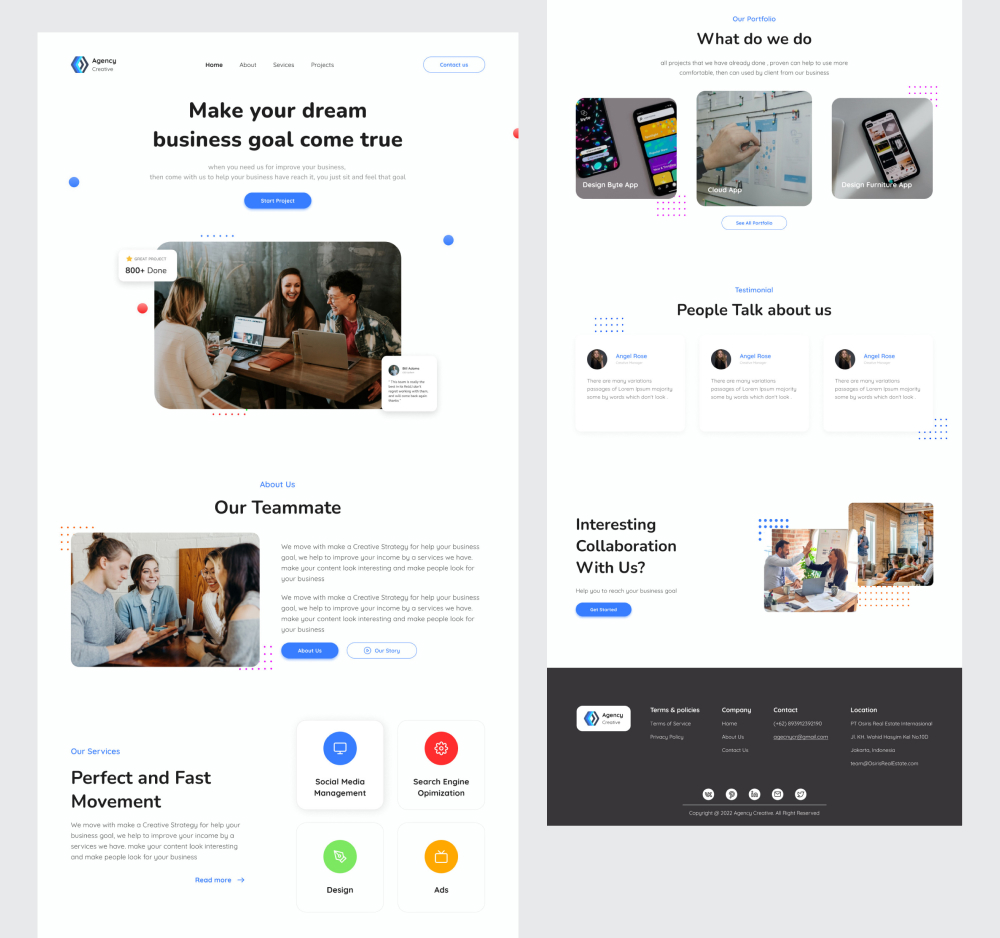 Agency
Creative
Home
About
Sevices
Projects
Contact us
Make your dream
business goal come true
when you need us for improve your business,
then come with us to help your business have reach it, you just sit and feel that goal
Start Project
GREAT PROJECT
800+ Done
Bill Adams
" This team is really the
best in its field, I don't
regret working with them,
and will come back again
thanks "
About Us
Our Teammate
We move with make a Creative Strategy for help your business
goal, we help to improve your income by a services we have.
make your content look interesting and make people look for
your business
We move with make a Creative Strategy for help your business
goal, we help to improve your income by a services we have.
make your content look interesting and make people look for
your business
About Us
Our Story
Our Services
Perfect and Fast
Movement
We move with make a Creative Strategy for help your
business goal, we help to improve your income by a
services we have. make your content look interesting
and make people look for your business
Read more
Social Media
Management
Search Engine
Opimization
Design
Ads
Our Portfolio
What do we do
all projects that we have already done , proven can help to use more
comfortable, then can used by client from our business
Design Byte App
Cloud App
Design Furniture App
See All Portfolio
Testimonial
People Talk about us
Angel Rose
There are many variations
passages of Lorem Ipsum majority
some by words which don't look .
Angel Rose
There are many variations
passages of Lorem Ipsum majority
some by words which don't look .
Angel Rose
There are many variations
passages of Lorem Ipsum majority
some by words which don't look .
Interesting
Collaboration
With Us?
Help you to reach your business goal
Get Started
Agency
Creative
Terms & policies
Terms of Service
Privacy Policy
Company
Home
About Us
Contact Us
Contact
(+62) 893912392190
agencycr@gmail.com
Location
PT Osiris Real Estate Internasional
Jl. KH. Wahid Hasyim Kel No.10D
Jakarta, Indonesia
team@OsirisRealEstate.com
Copyright @ 2022 Agency Creative. All Right Reserved